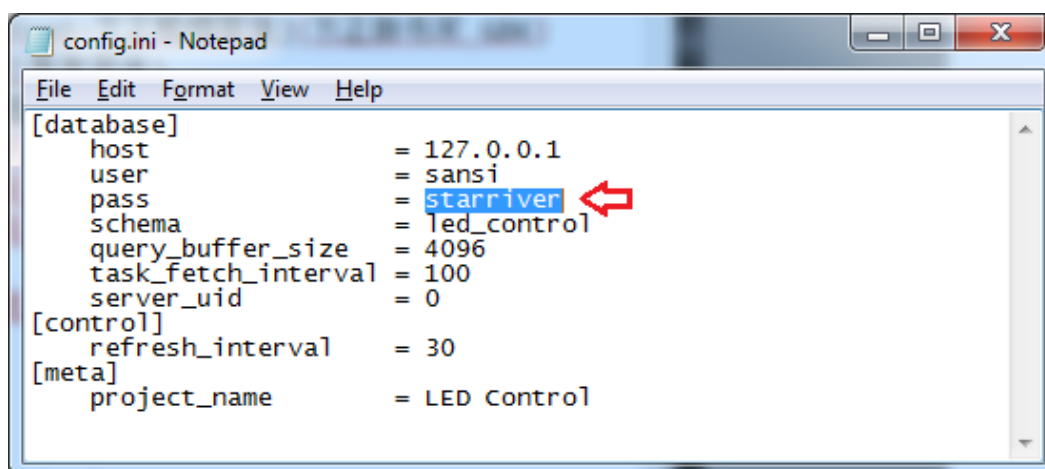 config.ini - Notepad
File Edit Format View Help
[database]
    host                 = 127.0.0.1
    user                 = sansi
    pass                 = starriver
    schema               = led_control
    query_buffer_size    = 4096
    task_fetch_interval = 100
    server_uid           = 0
[control]
    refresh_interval     = 30
[meta]
    project_name         = LED Control